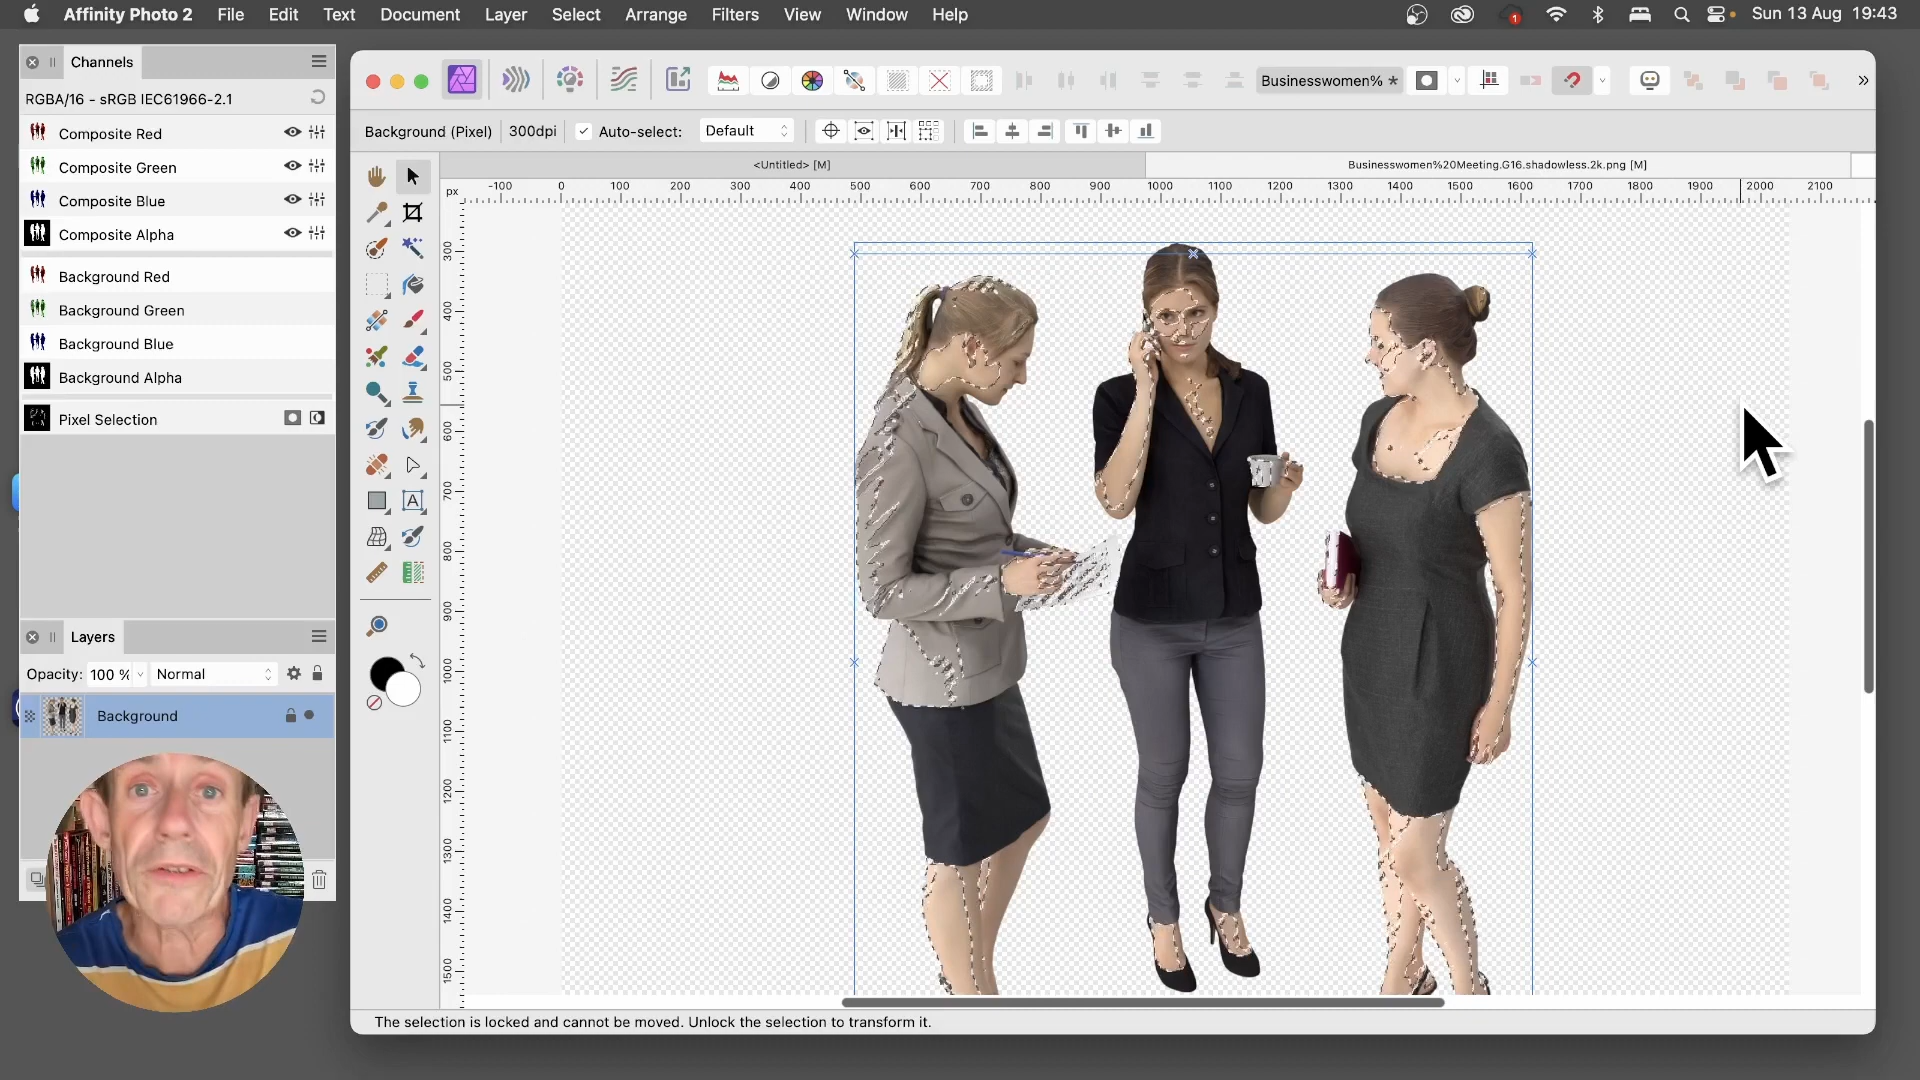 Affinity Photo 2 File Edit Text Document Layer Select Arrange Filters View Window Help 1 Sun 13 Aug 19:43
Channels
RGBA/16 - sRGB IEC61966-2.1
Composite Red
Composite Green
Composite Blue
Composite Alpha
Background Red
Background Green
Background Blue
Background Alpha
Pixel Selection
Layers
Opacity: 100 % Normal
Background
Businesswomen% *
Background (Pixel) 300dpi Auto-select: Default
<Untitled> [M] Businesswomen%20Meeting.G16.shadowless.2k.png [M]
px -100 0 100 200 300 400 500 600 700 800 900 1000 1100 1200 1300 1400 1500 1600 1700 1800 1900 2000 2100
300
400
500
600
700
800
900
1000
1100
1200
1300
1400
1500
A
The selection is locked and cannot be moved. Unlock the selection to transform it.